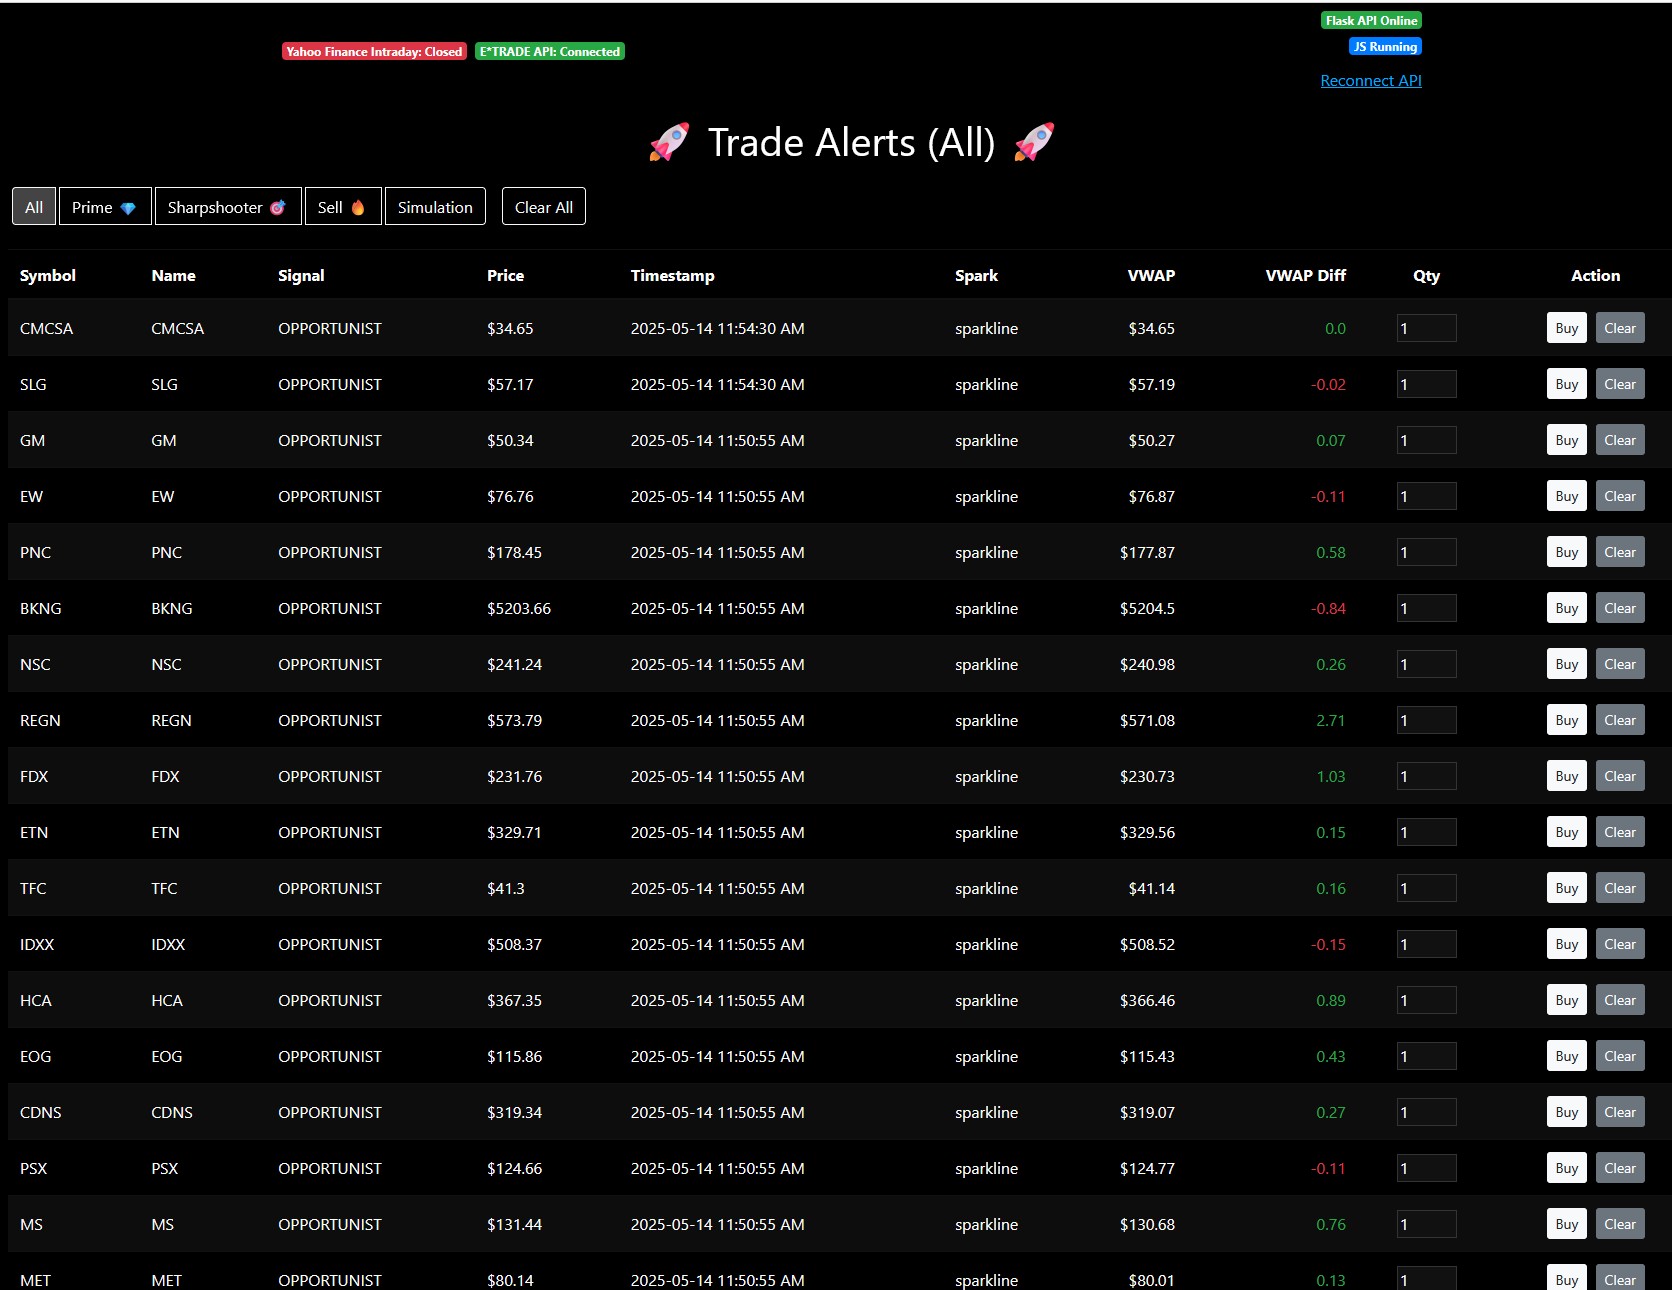 Flask API Online
Yahoo Finance Intraday: Closed E*TRADE API: Connected
JS Running
Reconnect API
🚀 Trade Alerts (All) 🚀
All Prime 💎 Sharpshooter 🎯 Sell 🔥 Simulation Clear All
Symbol Name Signal Price Timestamp Spark VWAP VWAP Diff Qty Action
CMCSA CMCSA OPPORTUNIST $34.65 2025-05-14 11:54:30 AM sparkline $34.65 0.0 1 Buy Clear
SLG SLG OPPORTUNIST $57.17 2025-05-14 11:54:30 AM sparkline $57.19 -0.02 1 Buy Clear
GM GM OPPORTUNIST $50.34 2025-05-14 11:50:55 AM sparkline $50.27 0.07 1 Buy Clear
EW EW OPPORTUNIST $76.76 2025-05-14 11:50:55 AM sparkline $76.87 -0.11 1 Buy Clear
PNC PNC OPPORTUNIST $178.45 2025-05-14 11:50:55 AM sparkline $177.87 0.58 1 Buy Clear
BKNG BKNG OPPORTUNIST $5203.66 2025-05-14 11:50:55 AM sparkline $5204.5 -0.84 1 Buy Clear
NSC NSC OPPORTUNIST $241.24 2025-05-14 11:50:55 AM sparkline $240.98 0.26 1 Buy Clear
REGN REGN OPPORTUNIST $573.79 2025-05-14 11:50:55 AM sparkline $571.08 2.71 1 Buy Clear
FDX FDX OPPORTUNIST $231.76 2025-05-14 11:50:55 AM sparkline $230.73 1.03 1 Buy Clear
ETN ETN OPPORTUNIST $329.71 2025-05-14 11:50:55 AM sparkline $329.56 0.15 1 Buy Clear
TFC TFC OPPORTUNIST $41.3 2025-05-14 11:50:55 AM sparkline $41.14 0.16 1 Buy Clear
IDXX IDXX OPPORTUNIST $508.37 2025-05-14 11:50:55 AM sparkline $508.52 -0.15 1 Buy Clear
HCA HCA OPPORTUNIST $367.35 2025-05-14 11:50:55 AM sparkline $366.46 0.89 1 Buy Clear
EOG EOG OPPORTUNIST $115.86 2025-05-14 11:50:55 AM sparkline $115.43 0.43 1 Buy Clear
CDNS CDNS OPPORTUNIST $319.34 2025-05-14 11:50:55 AM sparkline $319.07 0.27 1 Buy Clear
PSX PSX OPPORTUNIST $124.66 2025-05-14 11:50:55 AM sparkline $124.77 -0.11 1 Buy Clear
MS MS OPPORTUNIST $131.44 2025-05-14 11:50:55 AM sparkline $130.68 0.76 1 Buy Clear
MET MET OPPORTUNIST $80.14 2025-05-14 11:50:55 AM sparkline $80.01 0.13 1 Buy Clear